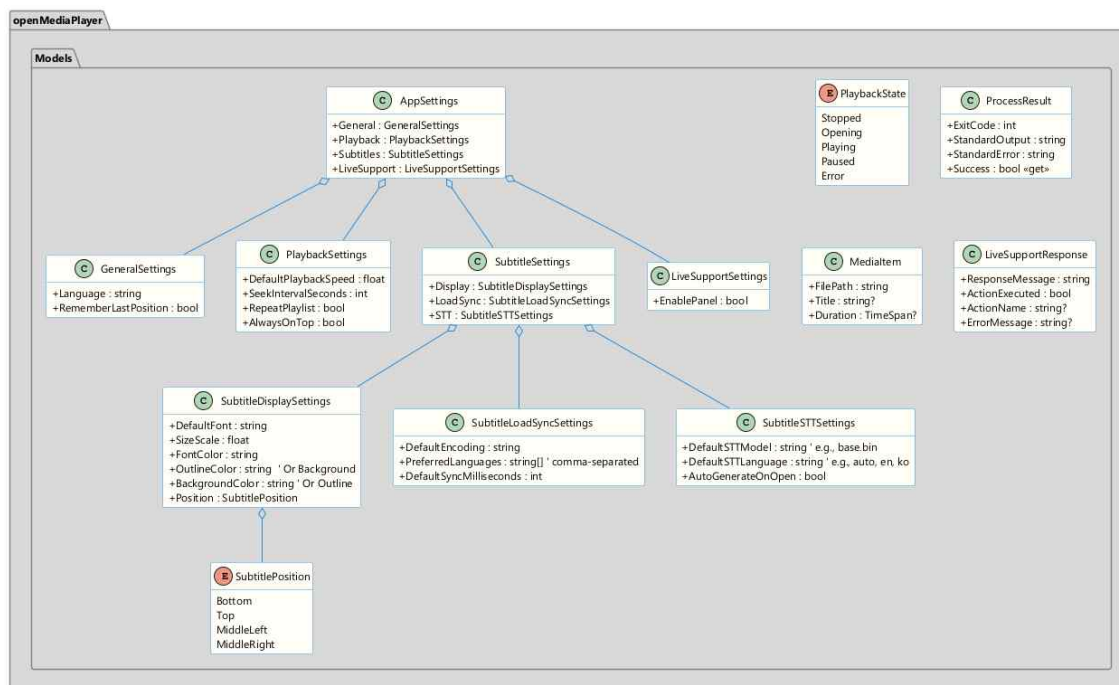 openMediaPlayer
Models
C AppSettings
+General : GeneralSettings
+Playback : PlaybackSettings
+Subtitles : SubtitleSettings
+LiveSupport : LiveSupportSettings
E PlaybackState
Stopped
Opening
Playing
Paused
Error
C ProcessResult
+ExitCode : int
+StandardOutput : string
+StandardError : string
+Success : bool «get»
C GeneralSettings
+Language : string
+RememberLastPosition : bool
C PlaybackSettings
+DefaultPlaybackSpeed : float
+SeekIntervalSeconds : int
+RepeatPlaylist : bool
+AlwaysOnTop : bool
C SubtitleSettings
+Display : SubtitleDisplaySettings
+LoadSync : SubtitleLoadSyncSettings
+STT : SubtitleSTTSettings
C LiveSupportSettings
+EnablePanel : bool
C MediaItem
+FilePath : string
+Title : string?
+Duration : TimeSpan?
C LiveSupportResponse
+ResponseMessage : string
+ActionExecuted : bool
+ActionName : string?
+ErrorMessage : string?
C SubtitleDisplaySettings
+DefaultFont : string
+SizeScale : float
+FontColor : string
+OutlineColor : string ' Or Background
+BackgroundColor : string ' Or Outline
+Position : SubtitlePosition
C SubtitleLoadSyncSettings
+DefaultEncoding : string
+PreferredLanguages : string[] ' comma-separated
+DefaultSyncMilliseconds : int
C SubtitleSTTSettings
+DefaultSTTModel : string ' e.g., base.bin
+DefaultSTTLanguage : string ' e.g., auto, en, ko
+AutoGenerateOnOpen : bool
E SubtitlePosition
Bottom
Top
MiddleLeft
MiddleRight